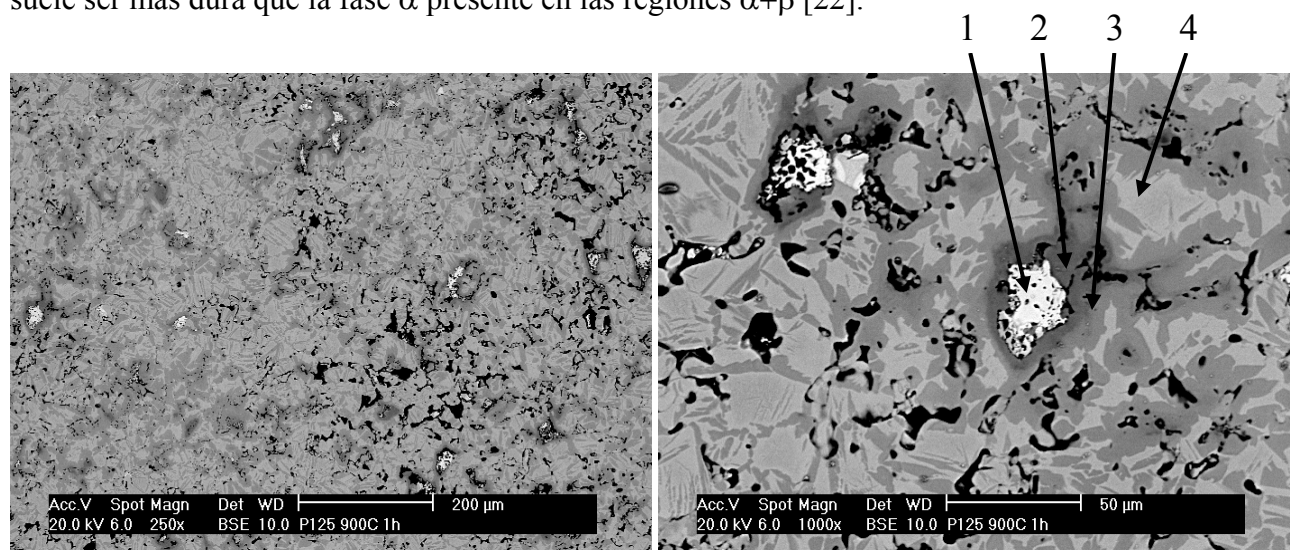 suele ser más dura que la fase α presente en las regiones α+β [22].
1 2 3 4
Acc.V Spot Magn Det WD 200 µm
20.0 kV 6.0 250x BSE 10.0 P125 900C 1h
Acc.V Spot Magn Det WD 50 µm
20.0 kV 6.0 1000x BSE 10.0 P125 900C 1h